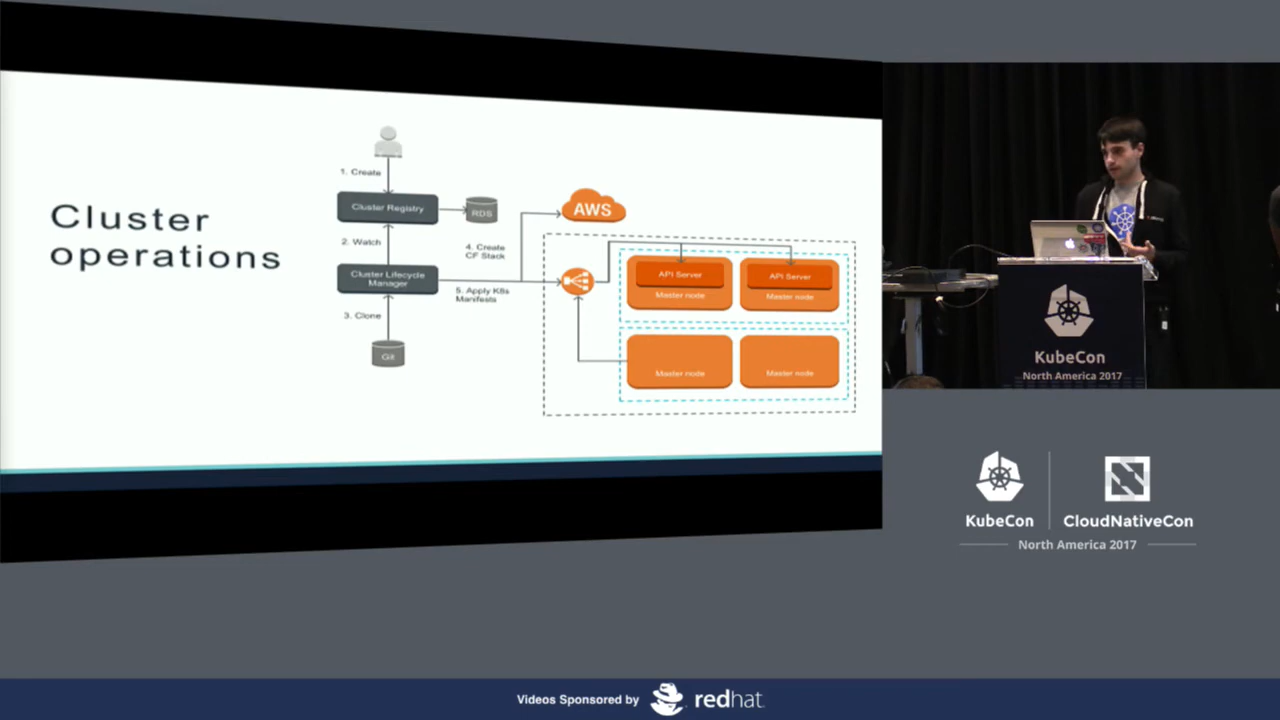 Cluster
operations
1. Create
Cluster Registry
RDS
2. Watch
4. Create
CF Stack
AWS
Cluster Lifecycle
Manager
5. Apply K8s
Manifests
3. Clone
Git
API Server
Master node
API Server
Master node
Master node
Master node
KubeCon
North America 2017
KubeCon
CloudNativeCon
North America 2017
Videos Sponsored by
redhat